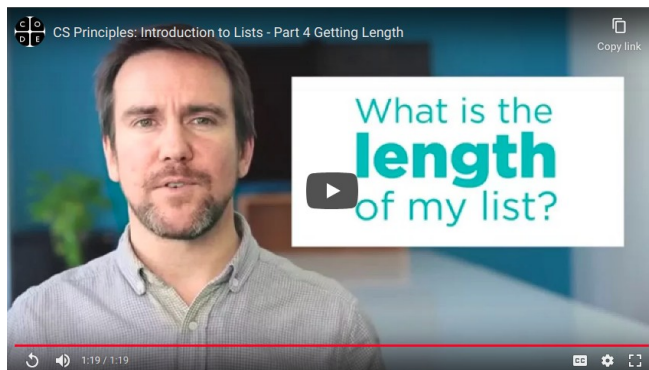 CODE
CS Principles: Introduction to Lists - Part 4 Getting Length
Copy link
What is the
length
of my list?
1:19 / 1:19
CC